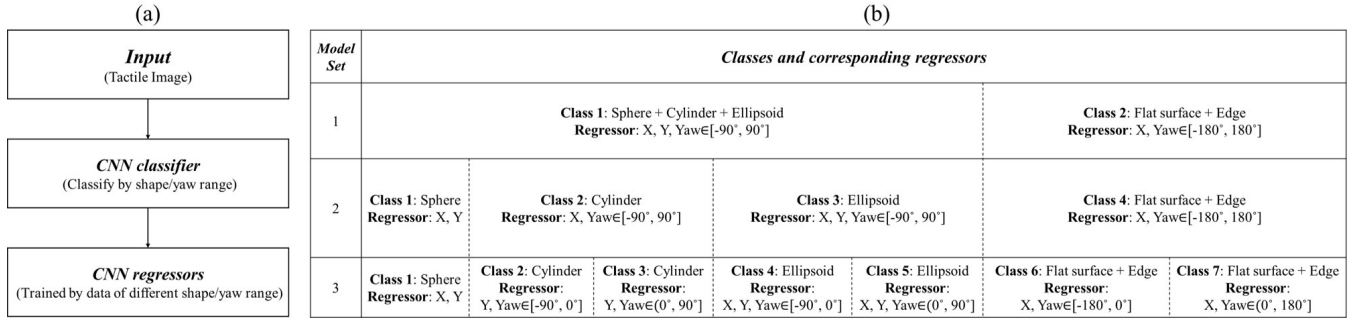 (a)
Input
(Tactile Image)
CNN classifier
(Classify by shape/yaw range)
CNN regressors
(Trained by data of different shape/yaw range)
(b)
Model
Set
Classes and corresponding regressors
1
Class 1: Sphere + Cylinder + Ellipsoid
Regressor: X, Y, Yaw∈[-90˚, 90˚]
Class 2: Flat surface + Edge
Regressor: X, Yaw∈[-180˚, 180˚]
2
Class 1: Sphere
Regressor: X, Y
Class 2: Cylinder
Regressor: X, Yaw∈[-90˚, 90˚]
Class 3: Ellipsoid
Regressor: X, Y, Yaw∈[-90˚, 90˚]
Class 4: Flat surface + Edge
Regressor: X, Yaw∈[-180˚, 180˚]
3
Class 1: Sphere
Regressor: X, Y
Class 2: Cylinder
Regressor:
Y, Yaw∈[-90˚, 0˚]
Class 3: Cylinder
Regressor:
Y, Yaw∈(0˚, 90˚]
Class 4: Ellipsoid
Regressor:
X, Y, Yaw∈[-90˚, 0˚]
Class 5: Ellipsoid
Regressor:
X, Y, Yaw∈(0˚, 90˚]
Class 6: Flat surface + Edge
Regressor:
X, Yaw∈[-180˚, 0˚]
Class 7: Flat surface + Edge
Regressor:
X, Yaw∈(0˚, 180˚]